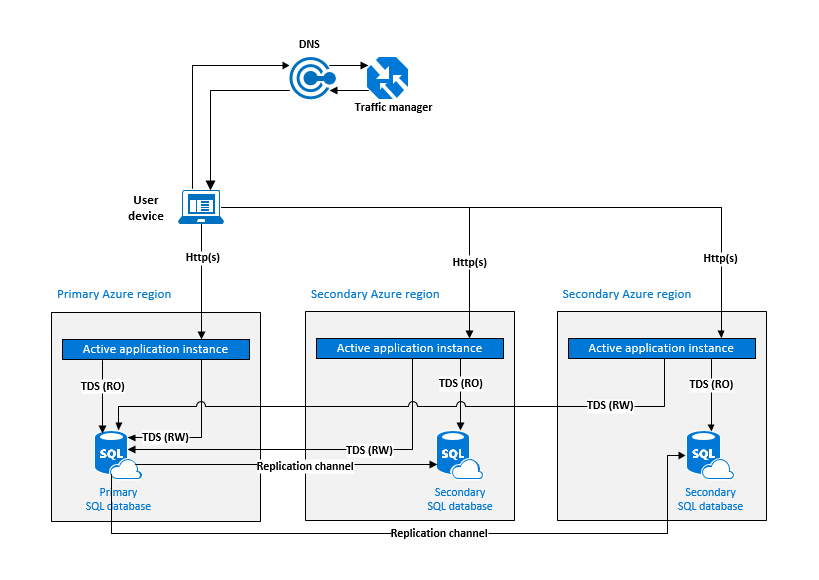 DNS
Traffic manager
User
device
Http(s)
Http(s)
Http(s)
Primary Azure region
Secondary Azure region
Secondary Azure region
Active application instance
Active application instance
Active application instance
TDS (RO)
TDS (RO)
TDS (RO)
TDS (RW)
TDS (RW)
TDS (RW)
SQL
SQL
SQL
Replication channel
Primary
SQL database
Secondary
SQL database
Secondary
SQL database
Replication channel